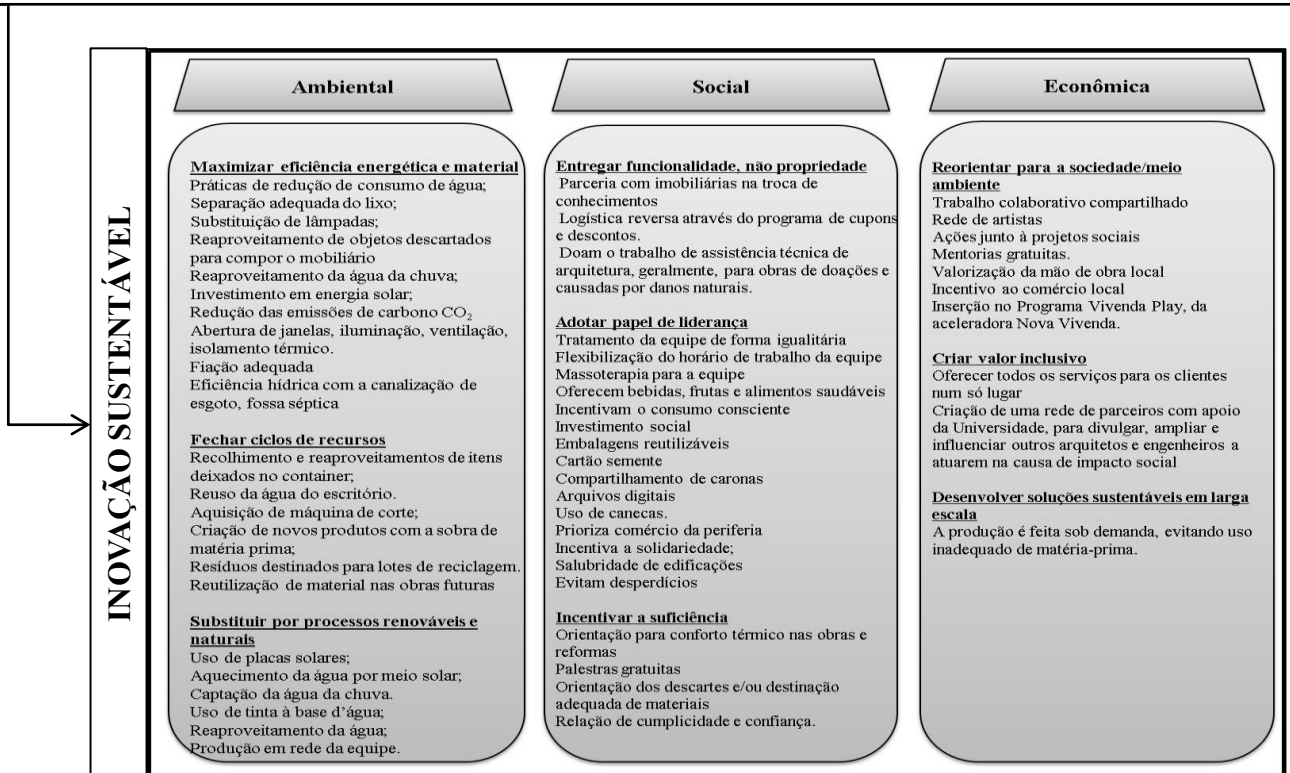 INOVAÇÃO SUSTENTÁVEL
Ambiental
Maximizar eficiência energética e material
Práticas de redução de consumo de água;
Separação adequada do lixo;
Substituição de lâmpadas;
Reaproveitamento de objetos descartados
para compor o mobiliário
Reaproveitamento da água da chuva;
Investimento em energia solar;
Redução das emissões de carbono CO₂
Abertura de janelas, iluminação, ventilação,
isolamento térmico.
Fiação adequada
Eficiência hídrica com a canalização de
esgoto, fossa séptica
Fechar ciclos de recursos
Recolhimento e reaproveitamentos de itens
deixados no container;
Reuso da água do escritório.
Aquisição de máquina de corte;
Criação de novos produtos com a sobra de
matéria prima;
Resíduos destinados para lotes de reciclagem.
Reutilização de material nas obras futuras
Substituir por processos renováveis e
naturais
Uso de placas solares;
Aquecimento da água por meio solar;
Captação da água da chuva.
Uso de tinta à base d'água;
Reaproveitamento da água;
Produção em rede da equipe.
Social
Entregar funcionalidade, não propriedade
Parceria com imobiliárias na troca de
conhecimentos
Logística reversa através do programa de cupons
e descontos.
Doam o trabalho de assistência técnica de
arquitetura, geralmente, para obras de doações e
causadas por danos naturais.
Adotar papel de liderança
Tratamento da equipe de forma igualitária
Flexibilização do horário de trabalho da equipe
Massoterapia para a equipe
Oferecem bebidas, frutas e alimentos saudáveis
Incentivam o consumo consciente
Investimento social
Embalagens reutilizáveis
Cartão semente
Compartilhamento de caronas
Arquivos digitais
Uso de canecas.
Prioriza comércio da periferia
Incentiva a solidariedade;
Salubridade de edificações
Evitam desperdícios
Incentivar a suficiência
Orientação para conforto térmico nas obras e
reformas
Palestras gratuitas
Orientação dos descartes e/ou destinação
adequada de materiais
Relação de cumplicidade e confiança.
Econômica
Reorientar para a sociedade/meio
ambiente
Trabalho colaborativo compartilhado
Rede de artistas
Ações junto à projetos sociais
Mentorias gratuitas.
Valorização da mão de obra local
Incentivo ao comércio local
Inserção no Programa Vivenda Play, da
aceleradora Nova Vivenda.
Criar valor inclusivo
Oferecer todos os serviços para os clientes
num só lugar
Criação de uma rede de parceiros com apoio
da Universidade, para divulgar, ampliar e
influenciar outros arquitetos e engenheiros a
atuarem na causa de impacto social
Desenvolver soluções sustentáveis em larga
escala
A produção é feita sob demanda, evitando uso
inadequado de matéria-prima.